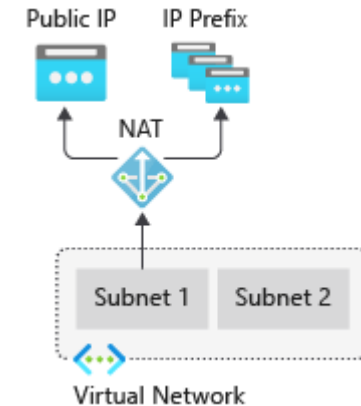 Public IP
IP Prefix
NAT
Subnet 1
Subnet 2
Virtual Network